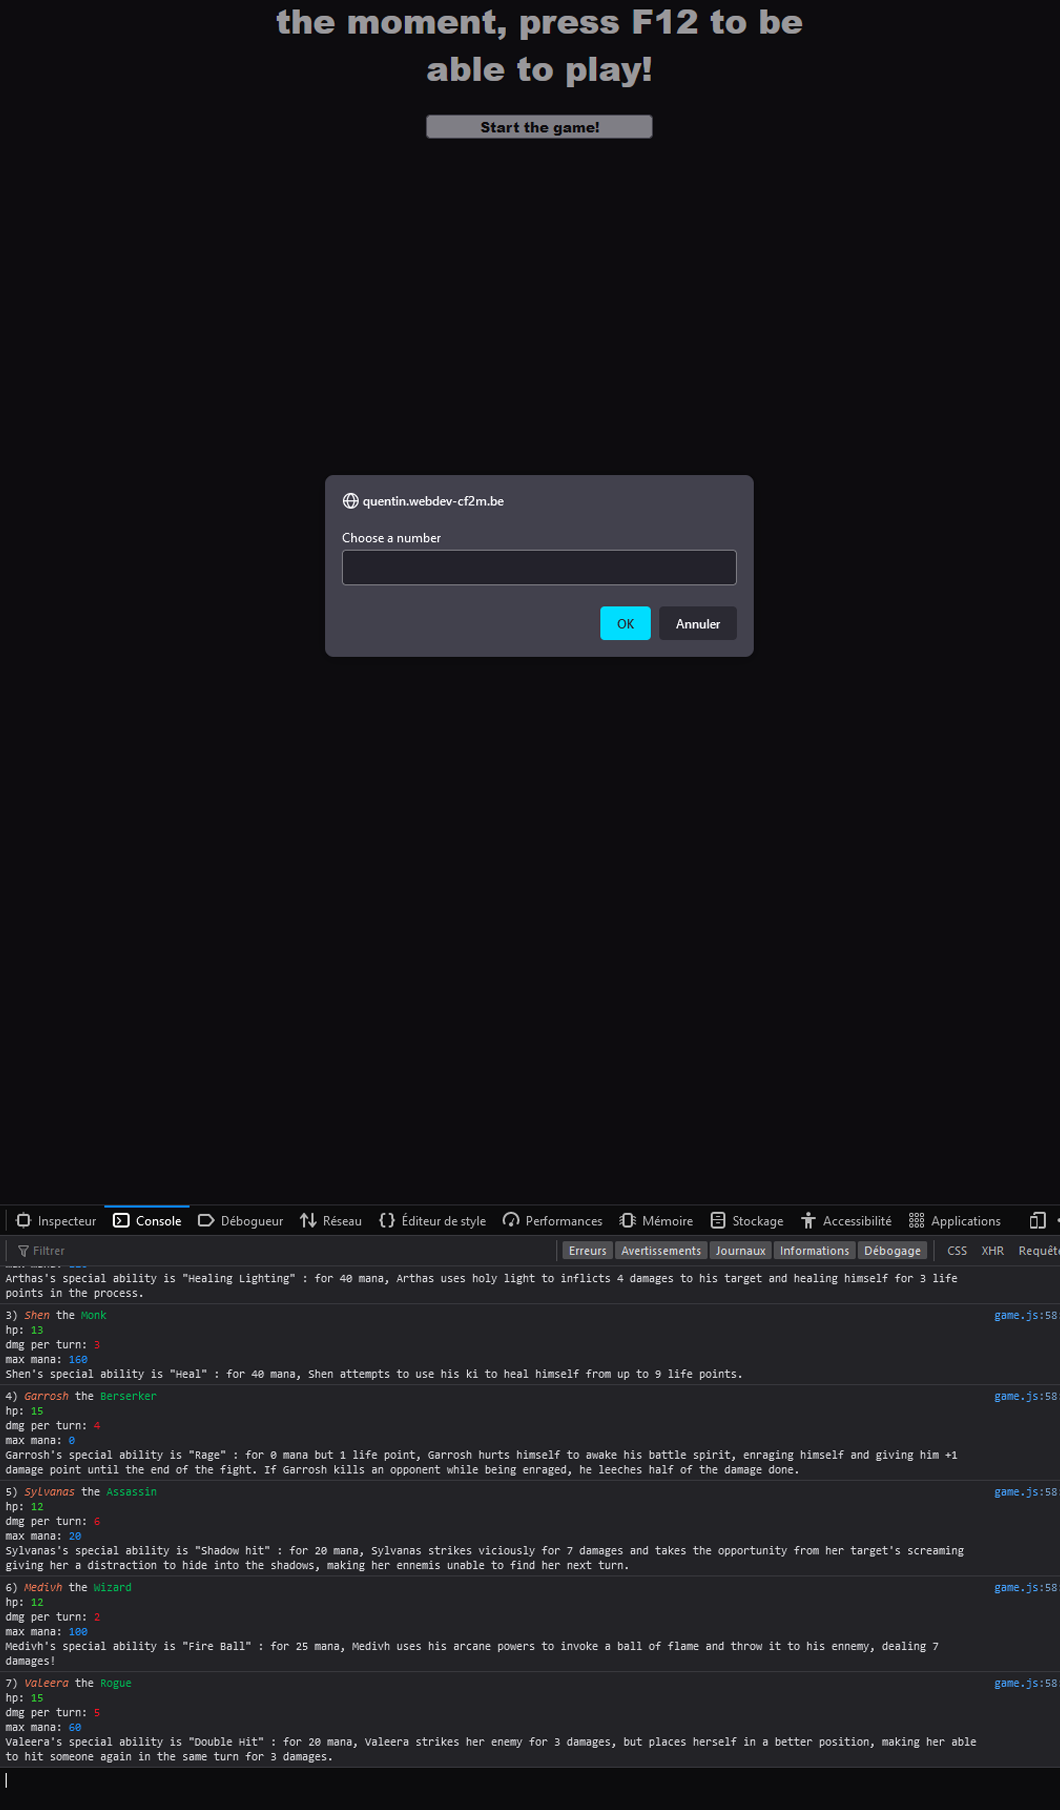 the moment, press F12 to be
able to play!
Start the game!
quentin.webdev-cf2m.be
Choose a number
OK Annuler
Inspecteur Console Débogueur Réseau Éditeur de style Performances Mémoire Stockage Accessibilité Applications
Filtrer Erreurs Avertissements Journaux Informations Débogage CSS XHR Requêt
Arthas's special ability is "Healing Lighting" : for 40 mana, Arthas uses holy light to inflicts 4 damages to his target and healing himself for 3 life
points in the process.
3) Shen the Monk game.js:58
hp: 13
dmg per turn: 3
max mana: 160
Shen's special ability is "Heal" : for 40 mana, Shen attempts to use his ki to heal himself from up to 9 life points.
4) Garrosh the Berserker game.js:58
hp: 15
dmg per turn: 4
max mana: 0
Garrosh's special ability is "Rage" : for 0 mana but 1 life point, Garrosh hurts himself to awake his battle spirit, enraging himself and giving him +1
damage point until the end of the fight. If Garrosh kills an opponent while being enraged, he leeches half of the damage done.
5) Sylvanas the Assassin game.js:58
hp: 12
dmg per turn: 6
max mana: 20
Sylvanas's special ability is "Shadow hit" : for 20 mana, Sylvanas strikes viciously for 7 damages and takes the opportunity from her target's screaming
giving her a distraction to hide into the shadows, making her ennemis unable to find her next turn.
6) Medivh the Wizard game.js:58
hp: 12
dmg per turn: 2
max mana: 100
Medivh's special ability is "Fire Ball" : for 25 mana, Medivh uses his arcane powers to invoke a ball of flame and throw it to his ennemy, dealing 7
damages!
7) Valeera the Rogue game.js:58
hp: 15
dmg per turn: 5
max mana: 60
Valeera's special ability is "Double Hit" : for 20 mana, Valeera strikes her enemy for 3 damages, but places herself in a better position, making her able
to hit someone again in the same turn for 3 damages.